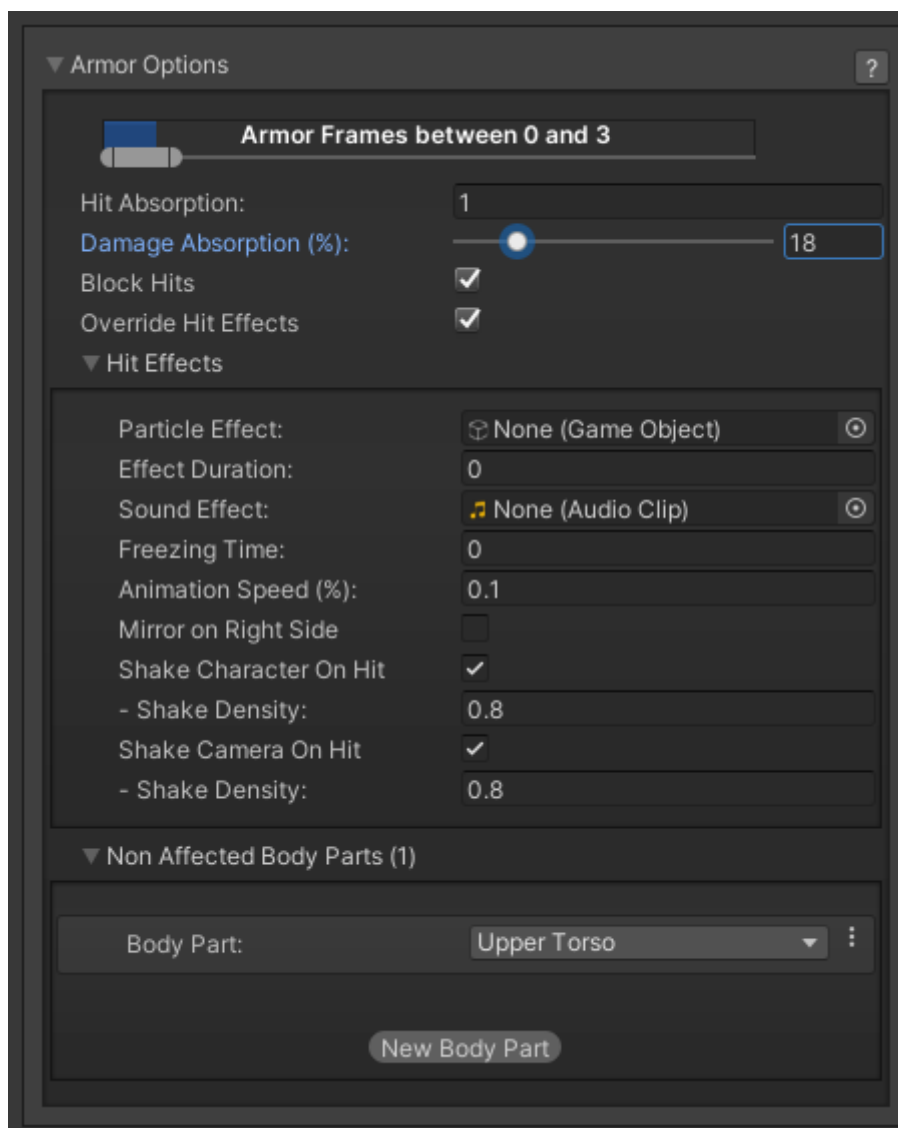 Armor Options
?
Armor Frames between 0 and 3
Hit Absorption: 1
Damage Absorption (%): 18
Block Hits
Override Hit Effects
Hit Effects
Particle Effect: None (Game Object)
Effect Duration: 0
Sound Effect: None (Audio Clip)
Freezing Time: 0
Animation Speed (%): 0.1
Mirror on Right Side
Shake Character On Hit
- Shake Density: 0.8
Shake Camera On Hit
- Shake Density: 0.8
Non Affected Body Parts (1)
Body Part: Upper Torso
New Body Part